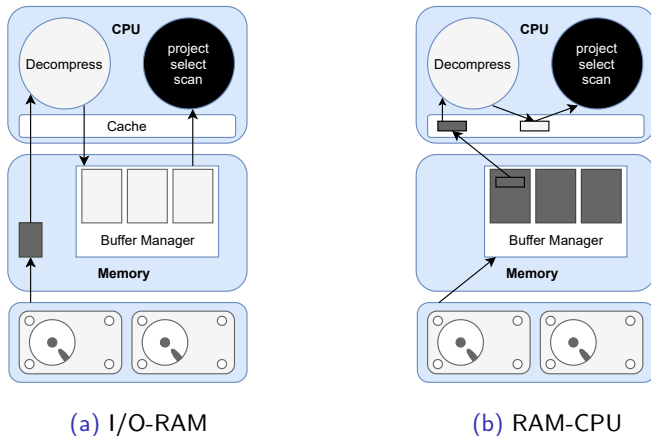 CPU
Decompress
project
select
scan
Cache
Buffer Manager
Memory
(a) I/O-RAM
CPU
Decompress
project
select
scan
Buffer Manager
Memory
(b) RAM-CPU